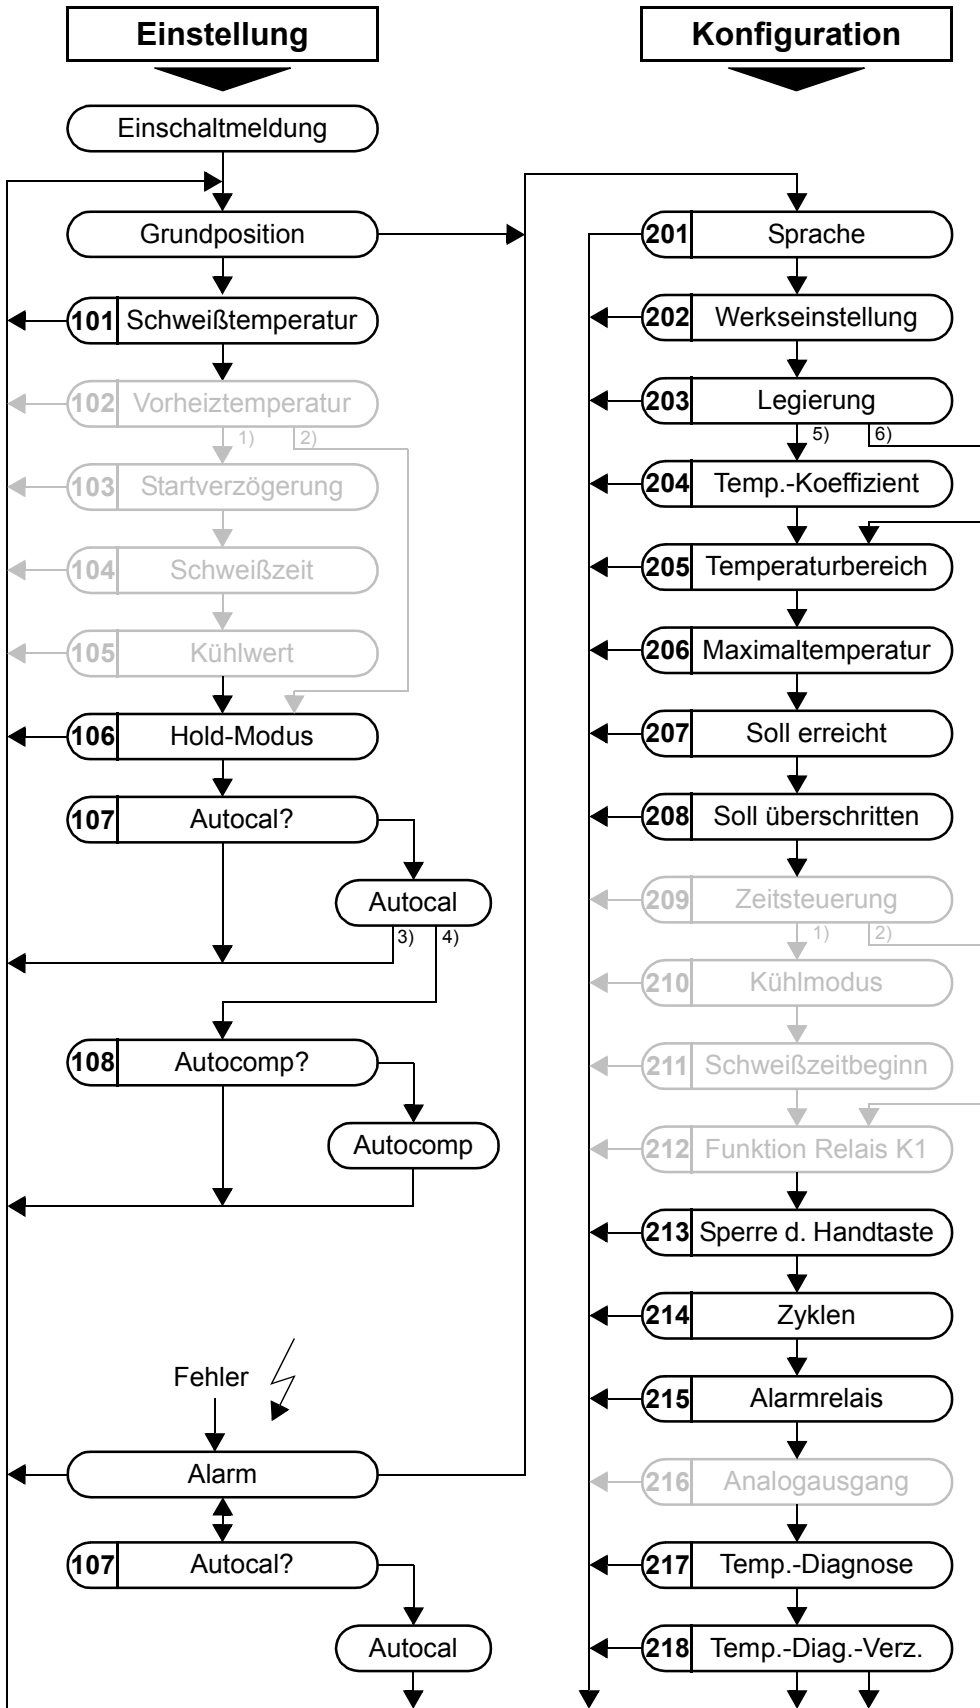 Einstellung
Einschaltmeldung
Grundposition
101 Schweißtemperatur
102 Vorheiztemperatur
1) 2)
103 Startverzögerung
104 Schweißzeit
105 Kühlwert
106 Hold-Modus
107 Autocal?
Autocal
3) 4)
108 Autocomp?
Autocomp
Fehler
Alarm
107 Autocal?
Autocal
Konfiguration
201 Sprache
202 Werkseinstellung
203 Legierung
5) 6)
204 Temp.-Koeffizient
205 Temperaturbereich
206 Maximaltemperatur
207 Soll erreicht
208 Soll überschritten
209 Zeitsteuerung
1) 2)
210 Kühlmodus
211 Schweißzeitbeginn
212 Funktion Relais K1
213 Sperre d. Handtaste
214 Zyklen
215 Alarmrelais
216 Analogausgang
217 Temp.-Diagnose
218 Temp.-Diag.-Verz.